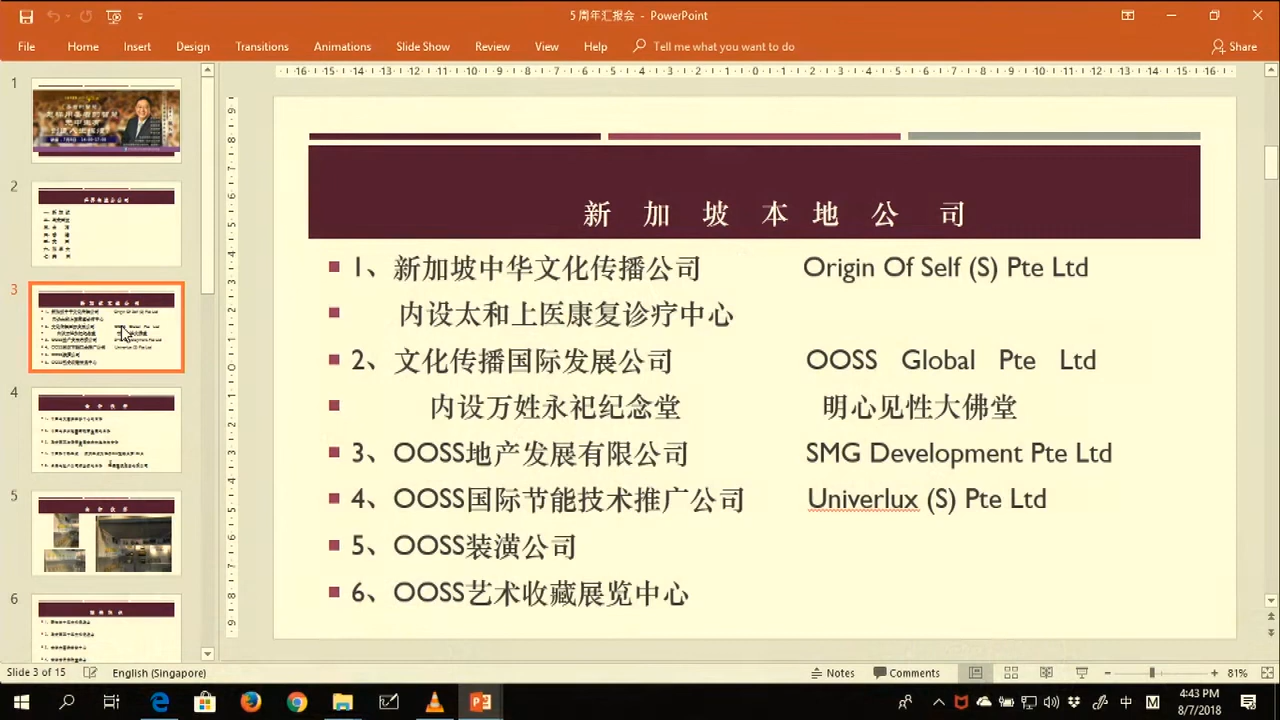 5 周年汇报会 - PowerPoint
File Home Insert Design Transitions Animations Slide Show Review View Help Tell me what you want to do Share
1
2
3
4
5
6
新加坡本地公司
1、新加坡中华文化传播公司 Origin Of Self (S) Pte Ltd
内设太和上医康复诊疗中心
2、文化传播国际发展公司 OOSS Global Pte Ltd
内设万姓永祀纪念堂 明心见性大佛堂
3、OOSS地产发展有限公司 SMG Development Pte Ltd
4、OOSS国际节能技术推广公司 Univerlux (S) Pte Ltd
5、OOSS装潢公司
6、OOSS艺术收藏展览中心
Slide 3 of 15 English (Singapore) Notes Comments 81%
中 4:43 PM
8/7/2018